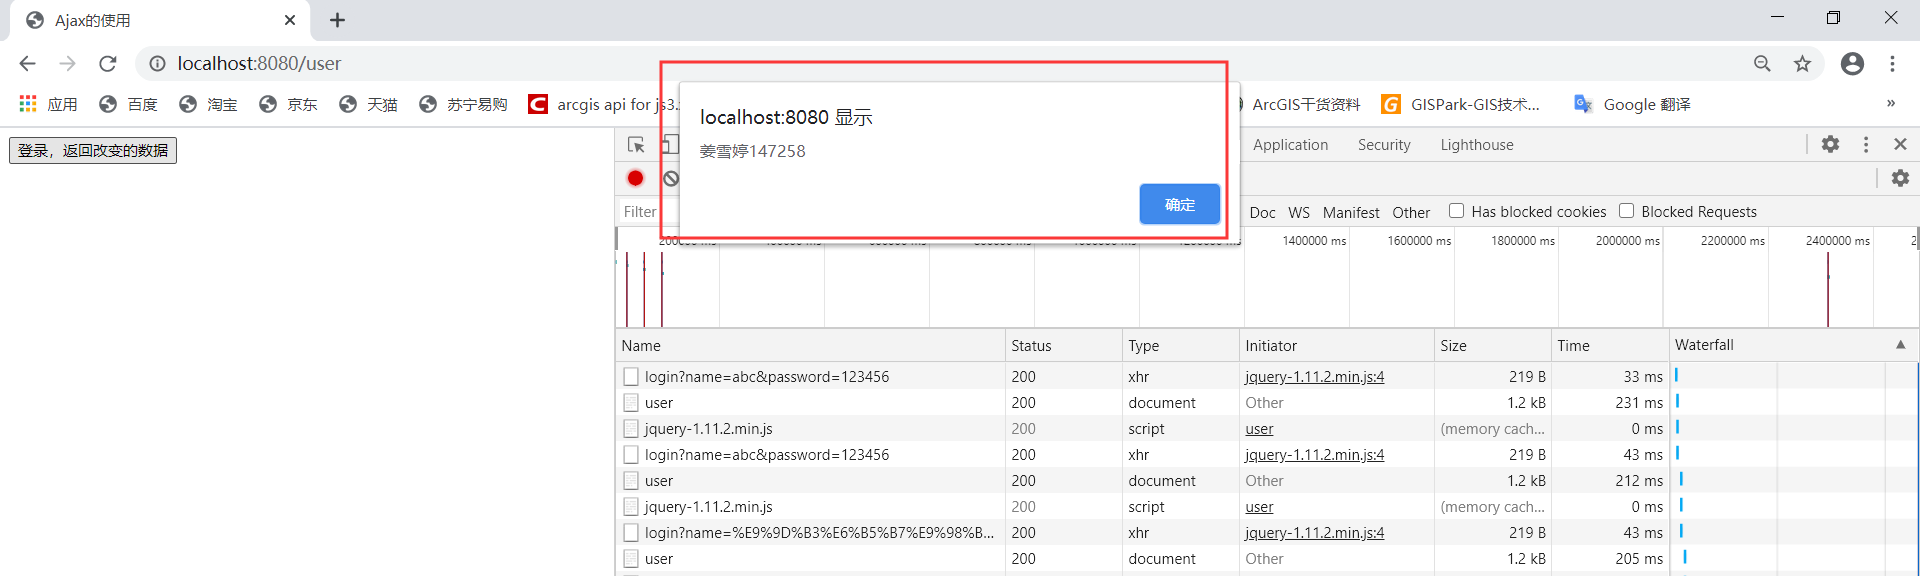 Ajax的使用
localhost:8080/user
应用 百度 淘宝 京东 天猫 苏宁易购 arcgis api for js3. ArcGIS干货资料 GISPark-GIS技术... Google 翻译 »
登录，返回改变的数据
localhost:8080 显示
姜雪婷147258
确定
Application Security Lighthouse
Filter Doc WS Manifest Other Has blocked cookies Blocked Requests
200000 ms 1400000 ms 1600000 ms 1800000 ms 2000000 ms 2200000 ms 2400000 ms 2
Name Status Type Initiator Size Time Waterfall
login?name=abc&password=123456 200 xhr jquery-1.11.2.min.js:4 219 B 33 ms
user 200 document Other 1.2 kB 231 ms
jquery-1.11.2.min.js 200 script user (memory cach... 0 ms
login?name=abc&password=123456 200 xhr jquery-1.11.2.min.js:4 219 B 43 ms
user 200 document Other 1.2 kB 212 ms
jquery-1.11.2.min.js 200 script user (memory cach... 0 ms
login?name=%E9%9D%B3%E6%B5%B7%E9%98%B... 200 xhr jquery-1.11.2.min.js:4 219 B 43 ms
user 200 document Other 1.2 kB 205 ms